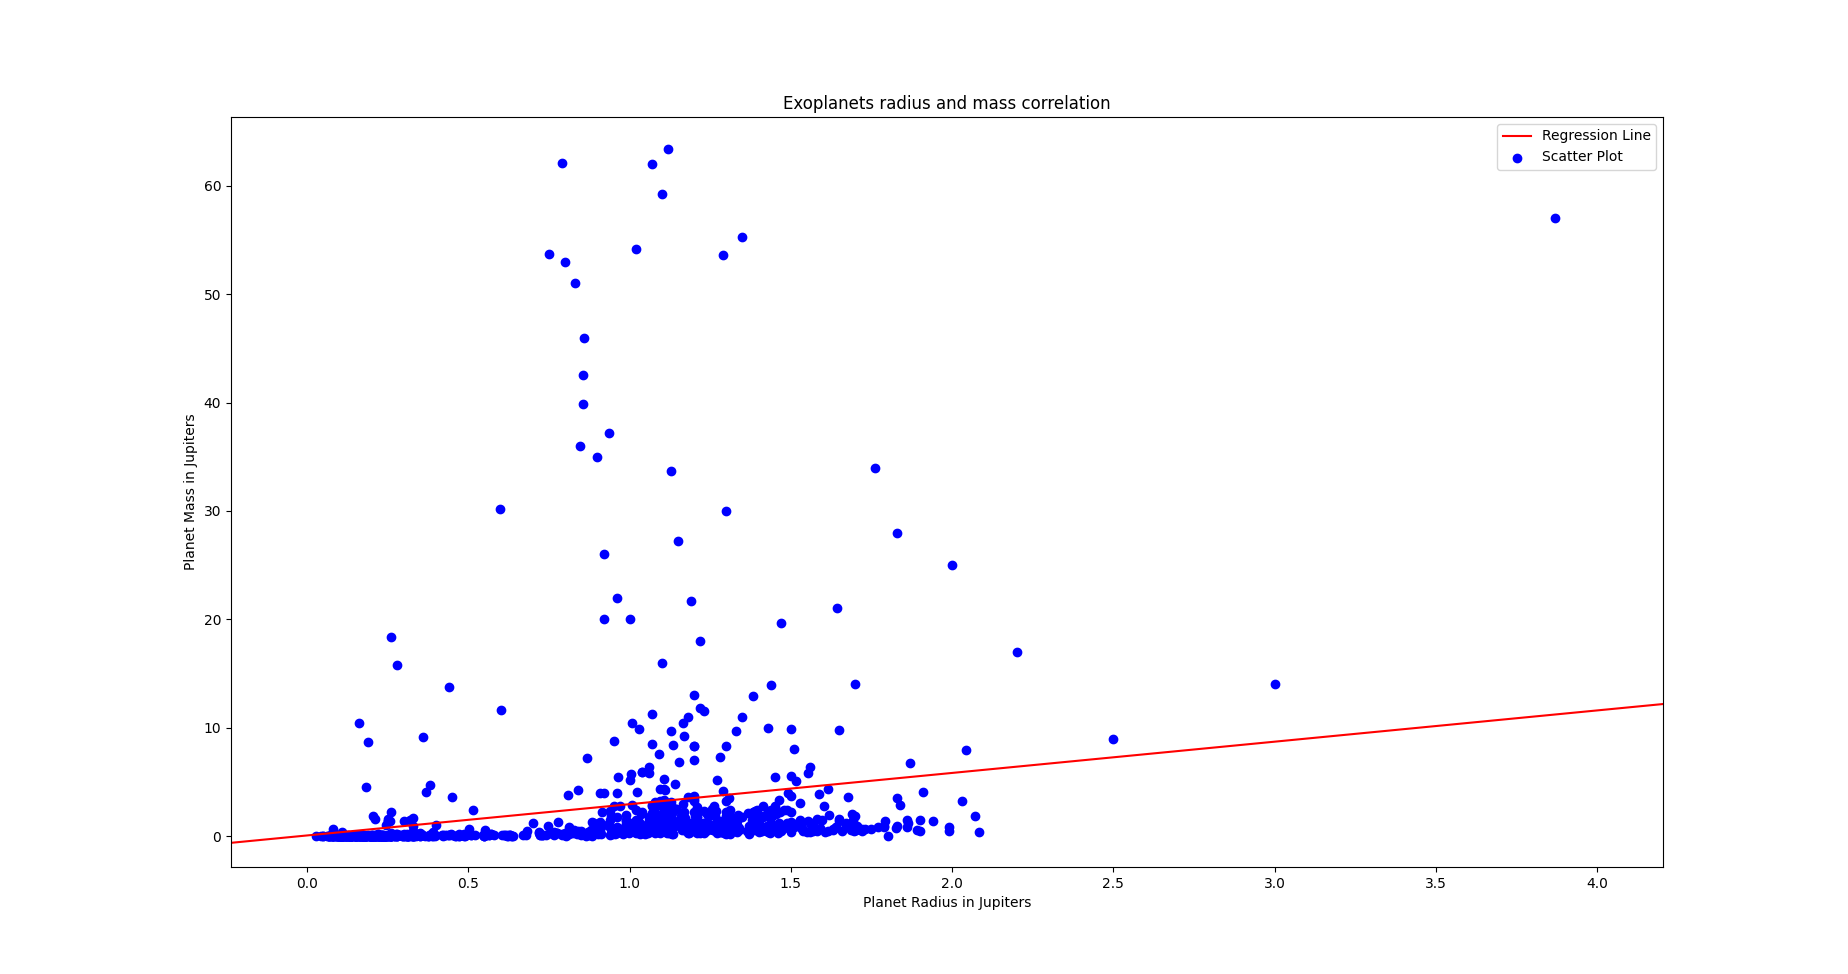 Exoplanets radius and mass correlation
Regression Line
Scatter Plot
Planet Mass in Jupiters
60
50
40
30
20
10
0
0.0 0.5 1.0 1.5 2.0 2.5 3.0 3.5 4.0
Planet Radius in Jupiters